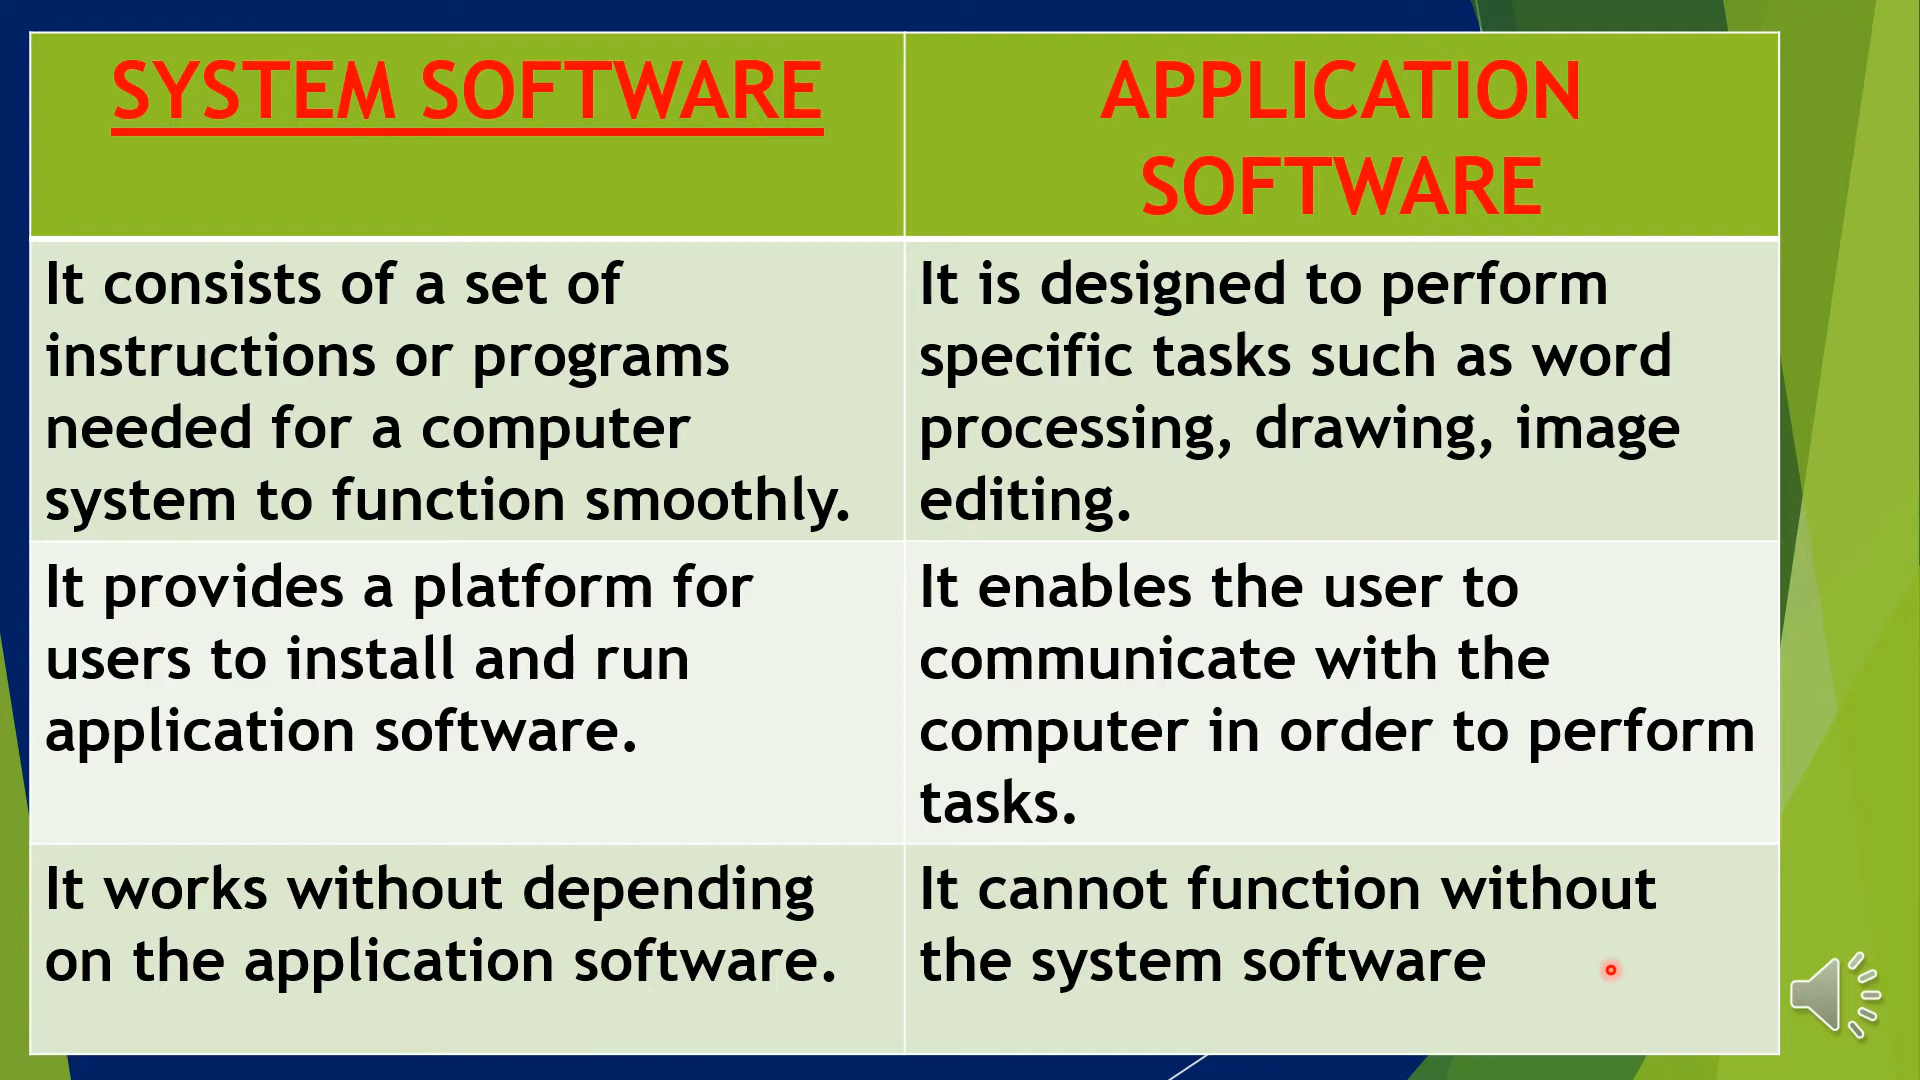 SYSTEM SOFTWARE
APPLICATION
SOFTWARE
It consists of a set of
instructions or programs
needed for a computer
system to function smoothly.
It is designed to perform
specific tasks such as word
processing, drawing, image
editing.
It provides a platform for
users to install and run
application software.
It enables the user to
communicate with the
computer in order to perform
tasks.
It works without depending
on the application software.
It cannot function without
the system software